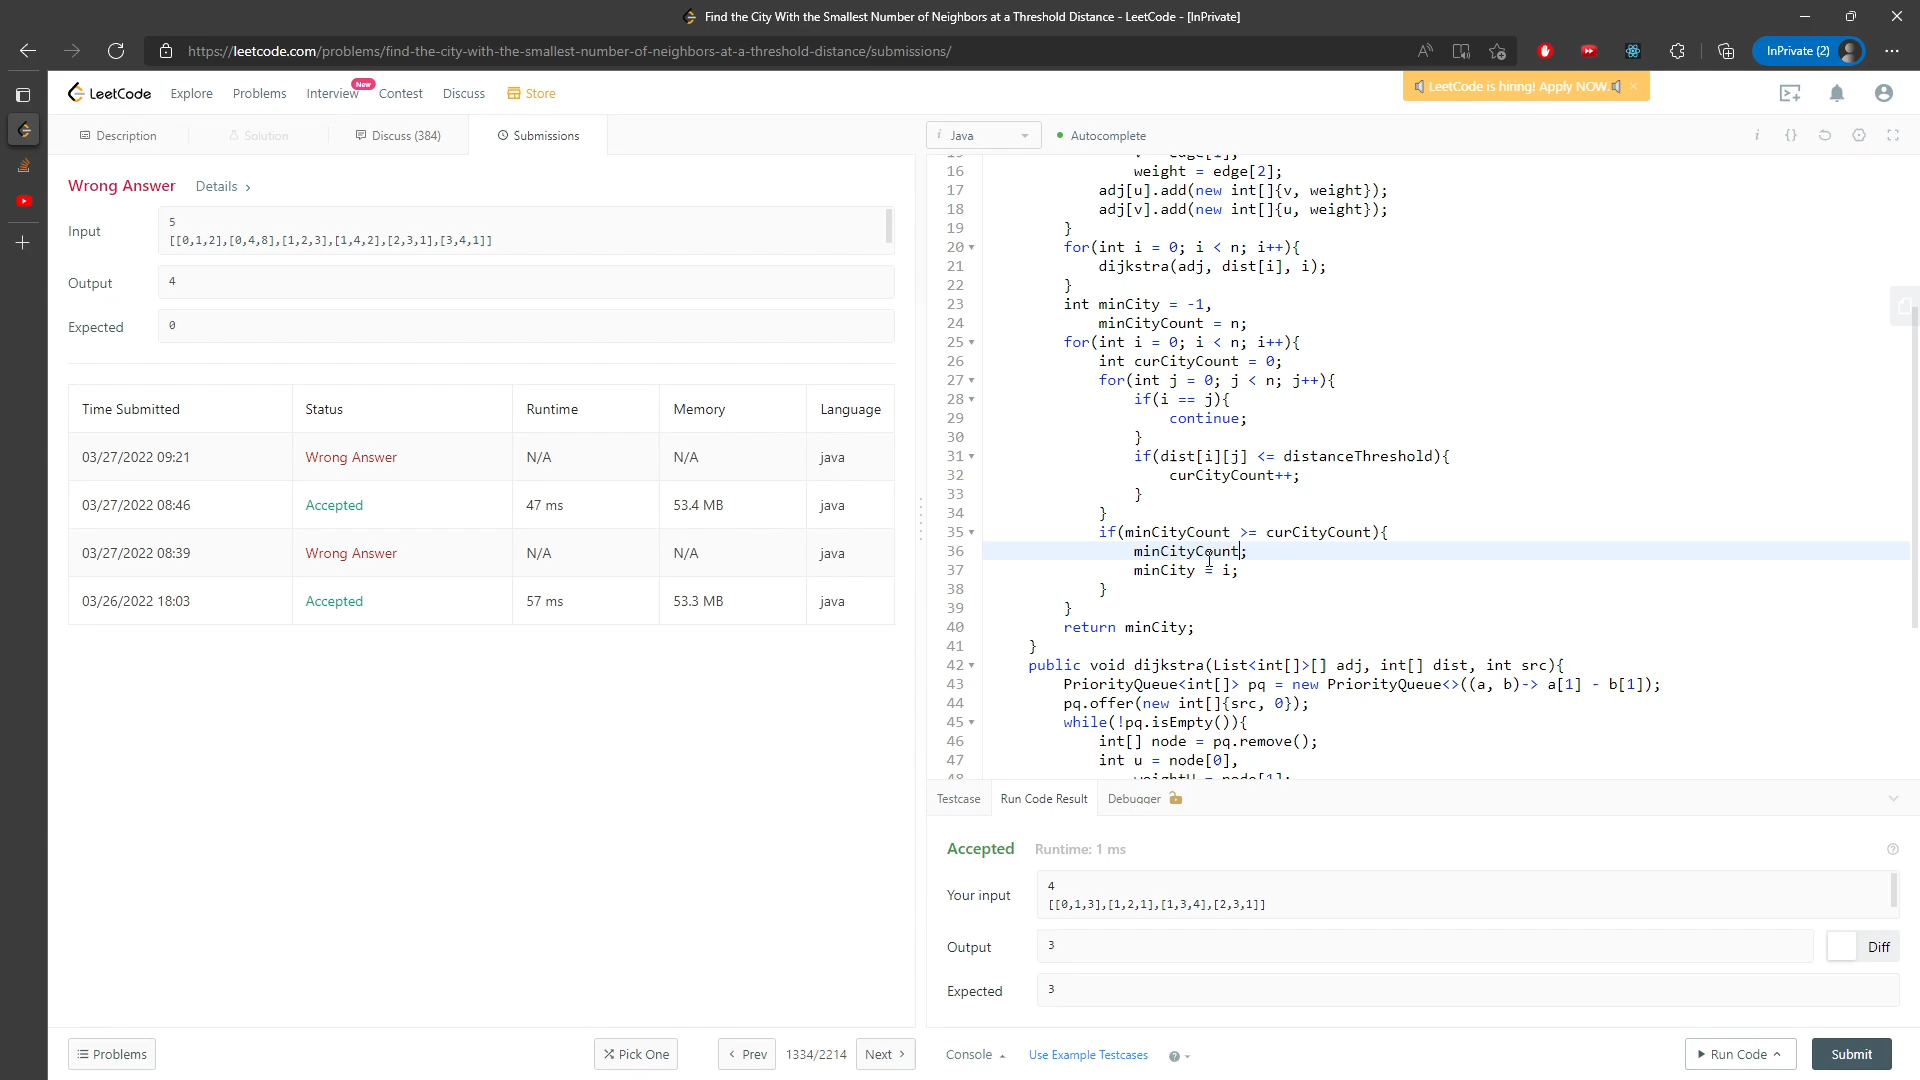 Find the City With the Smallest Number of Neighbors at a Threshold Distance - LeetCode - [InPrivate]
https://leetcode.com/problems/find-the-city-with-the-smallest-number-of-neighbors-at-a-threshold-distance/submissions/
InPrivate (2)
LeetCode Explore Problems Interview New Contest Discuss Store
LeetCode is hiring! Apply NOW.
Description Solution Discuss (384) Submissions
i Java Autocomplete
Wrong Answer Details >
Input
5
[[0,1,2],[0,4,8],[1,2,3],[1,4,2],[2,3,1],[3,4,1]]
Output 4
Expected 0
Time Submitted Status Runtime Memory Language
03/27/2022 09:21 Wrong Answer N/A N/A java
03/27/2022 08:46 Accepted 47 ms 53.4 MB java
03/27/2022 08:39 Wrong Answer N/A N/A java
03/26/2022 18:03 Accepted 57 ms 53.3 MB java
16 weight = edge[2];
17 adj[u].add(new int[]{v, weight});
18 adj[v].add(new int[]{u, weight});
19 }
20 for(int i = 0; i < n; i++){
21 dijkstra(adj, dist[i], i);
22 }
23 int minCity = -1,
24 minCityCount = n;
25 for(int i = 0; i < n; i++){
26 int curCityCount = 0;
27 for(int j = 0; j < n; j++){
28 if(i == j){
29 continue;
30 }
31 if(dist[i][j] <= distanceThreshold){
32 curCityCount++;
33 }
34 }
35 if(minCityCount >= curCityCount){
36 minCityCount;
37 minCity = i;
38 }
39 }
40 return minCity;
41 }
42 public void dijkstra(List<int[]>[] adj, int[] dist, int src){
43 PriorityQueue<int[]> pq = new PriorityQueue<>((a, b)-> a[1] - b[1]);
44 pq.offer(new int[]{src, 0});
45 while(!pq.isEmpty()){
46 int[] node = pq.remove();
47 int u = node[0],
Testcase Run Code Result Debugger
Accepted Runtime: 1 ms
Your input
4
[[0,1,3],[1,2,1],[1,3,4],[2,3,1]]
Output 3 Diff
Expected 3
Problems Pick One < Prev 1334/2214 Next > Console Use Example Testcases Run Code Submit